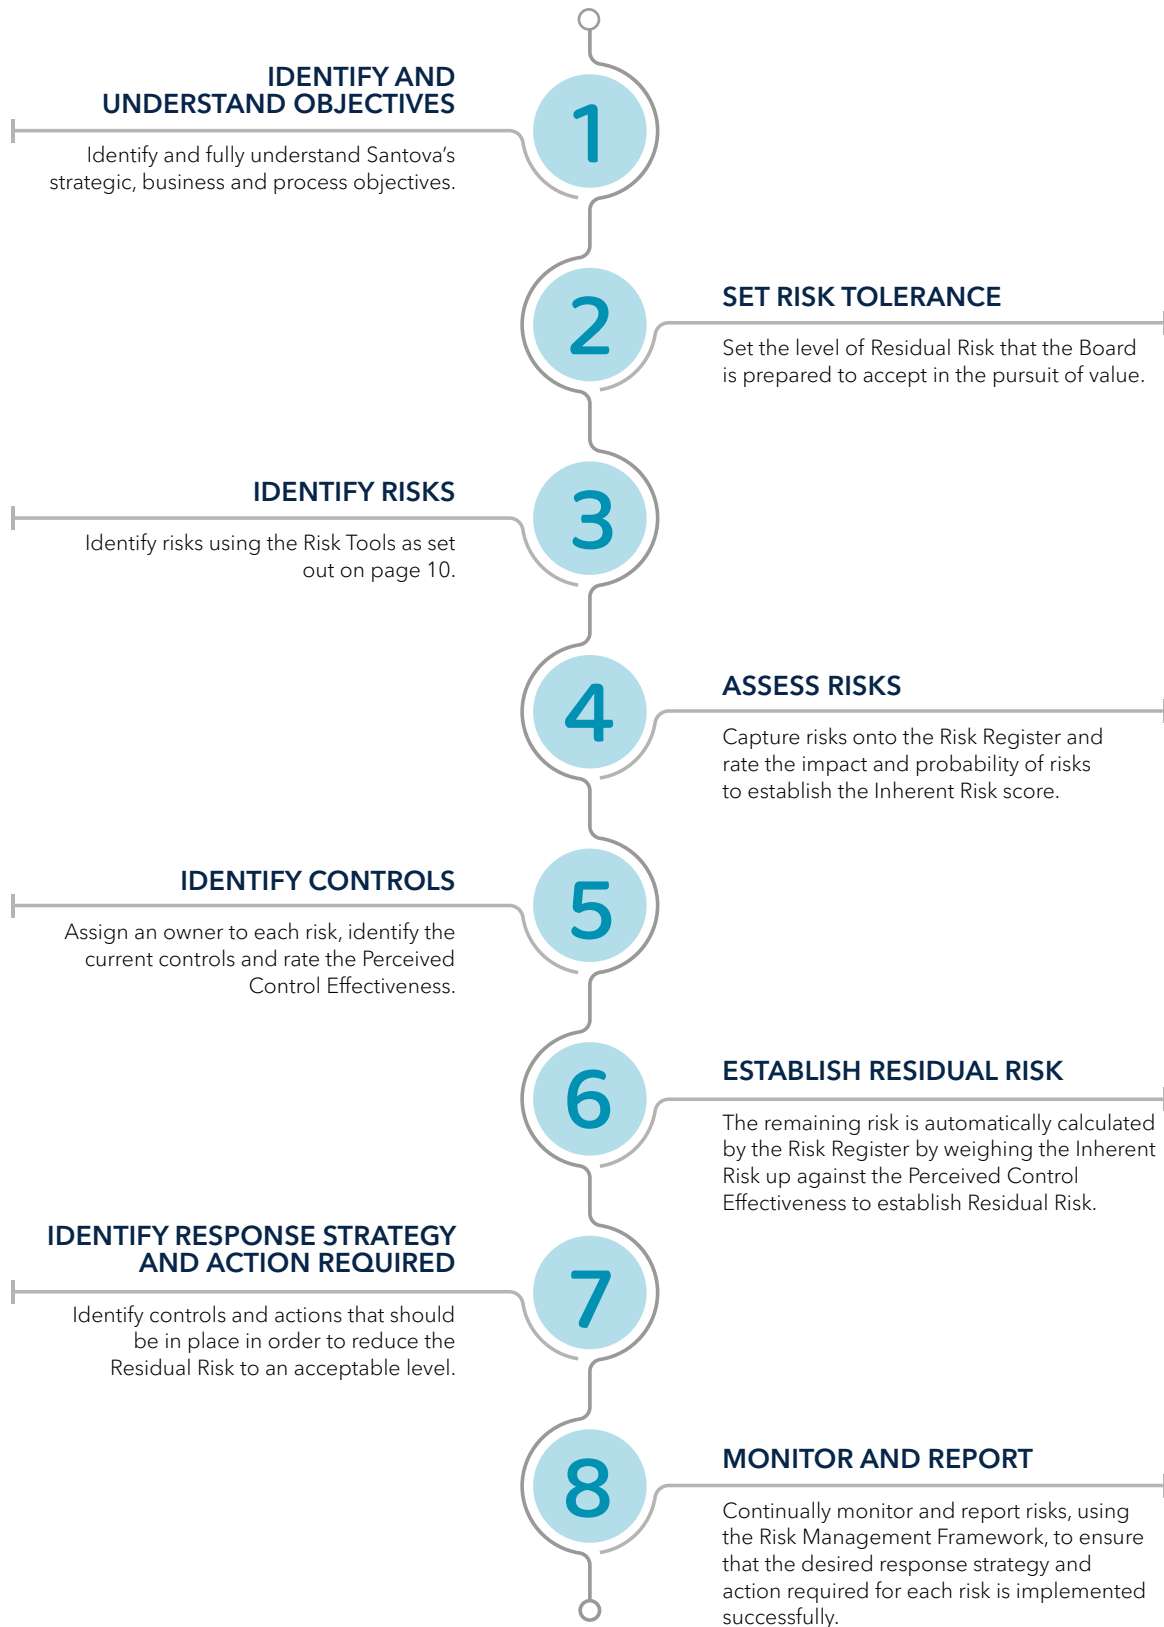 IDENTIFY AND
UNDERSTAND OBJECTIVES
Identify and fully understand Santova’s
strategic, business and process objectives.
1
2
SET RISK TOLERANCE
Set the level of Residual Risk that the Board
is prepared to accept in the pursuit of value.
IDENTIFY RISKS
Identify risks using the Risk Tools as set
out on page 10.
3
4
ASSESS RISKS
Capture risks onto the Risk Register and
rate the impact and probability of risks
to establish the Inherent Risk score.
IDENTIFY CONTROLS
Assign an owner to each risk, identify the
current controls and rate the Perceived
Control Effectiveness.
5
6
ESTABLISH RESIDUAL RISK
The remaining risk is automatically calculated
by the Risk Register by weighing the Inherent
Risk up against the Perceived Control
Effectiveness to establish Residual Risk.
IDENTIFY RESPONSE STRATEGY
AND ACTION REQUIRED
Identify controls and actions that should
be in place in order to reduce the
Residual Risk to an acceptable level.
7
8
MONITOR AND REPORT
Continually monitor and report risks, using
the Risk Management Framework, to ensure
that the desired response strategy and
action required for each risk is implemented
successfully.